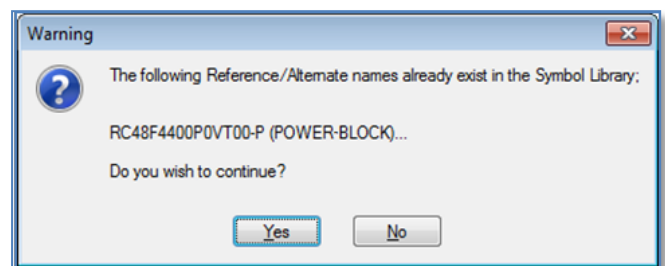 Warning
The following Reference/Alternate names already exist in the Symbol Library;
RC48F4400P0VT00-P (POWER-BLOCK)...
Do you wish to continue?
Yes
No